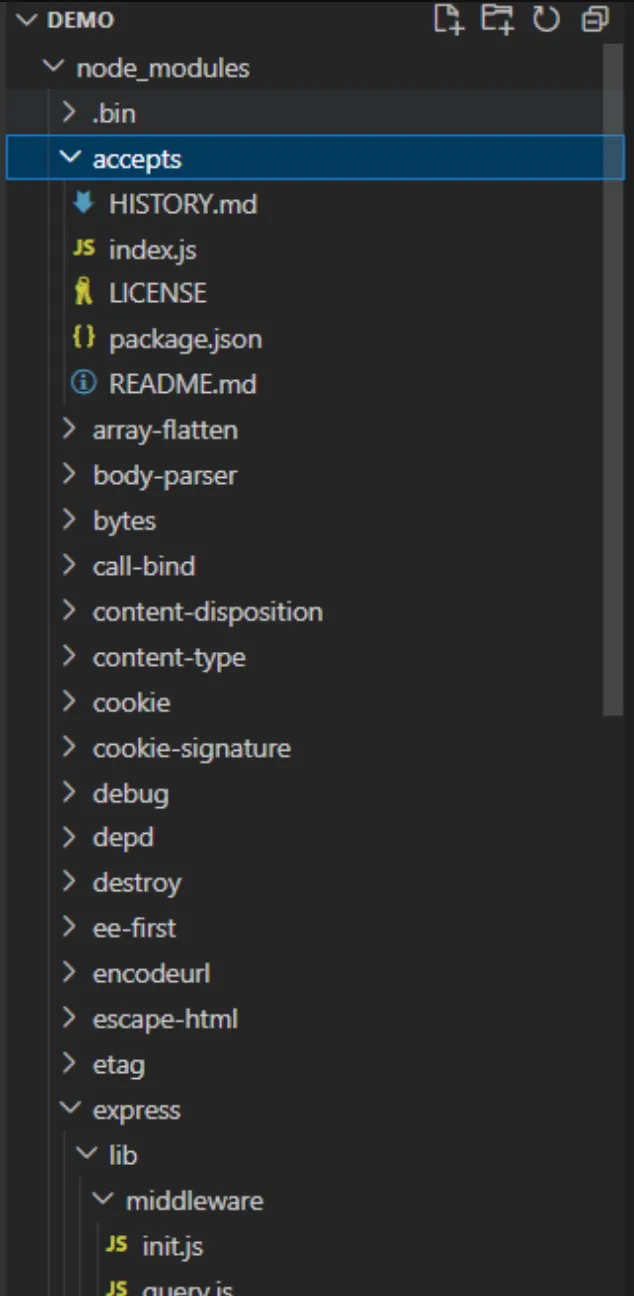 DEMO
node_modules
.bin
accepts
HISTORY.md
JS index.js
LICENSE
{} package.json
README.md
array-flatten
body-parser
bytes
call-bind
content-disposition
content-type
cookie
cookie-signature
debug
depd
destroy
ee-first
encodeurl
escape-html
etag
express
lib
middleware
JS init.js
JS query.js